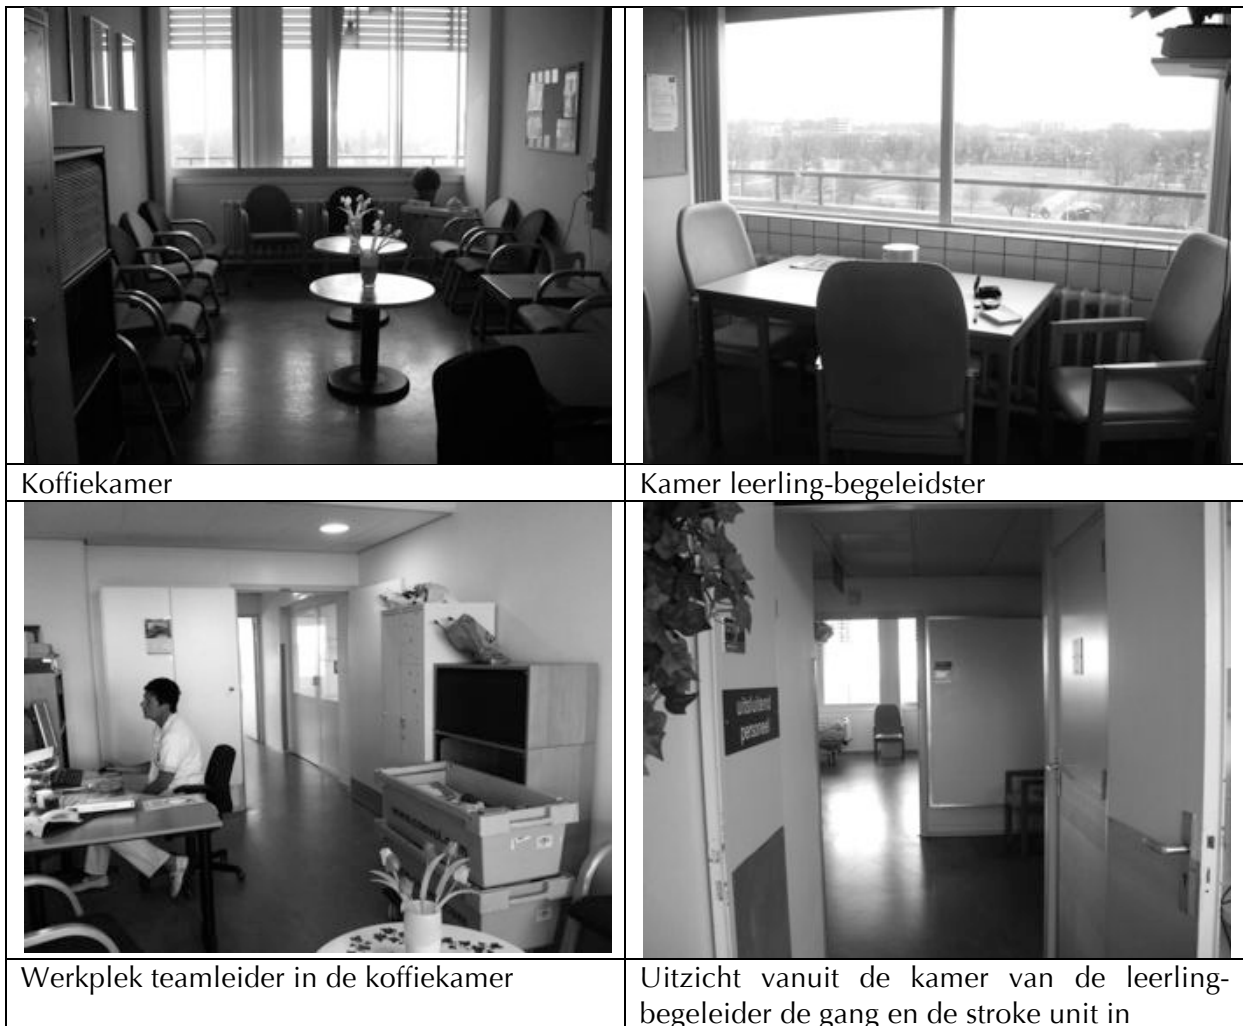 Koffiekamer
Kamer leerling-begeleidster
uitsluitend
personeel
Werkplek teamleider in de koffiekamer
Uitzicht vanuit de kamer van de leerling-
begeleider de gang en de stroke unit in